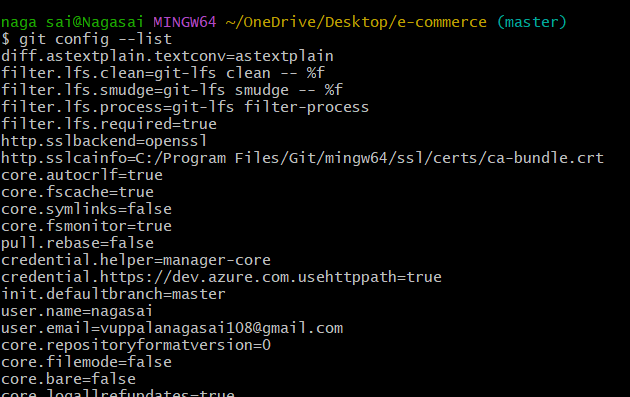 naga sai@Nagasai MINGW64 ~/OneDrive/Desktop/e-commerce (master)
$ git config --list
diff.astextplain.textconv=astextplain
filter.lfs.clean=git-lfs clean -- %f
filter.lfs.smudge=git-lfs smudge -- %f
filter.lfs.process=git-lfs filter-process
filter.lfs.required=true
http.sslbackend=openssl
http.sslcainfo=C:/Program Files/Git/mingw64/ssl/certs/ca-bundle.crt
core.autocrlf=true
core.fscache=true
core.symlinks=false
core.fsmonitor=true
pull.rebase=false
credential.helper=manager-core
credential.https://dev.azure.com.usehttppath=true
init.defaultbranch=master
user.name=nagasai
user.email=vuppalanagasai108@gmail.com
core.repositoryformatversion=0
core.filemode=false
core.bare=false
core.logallrefupdates=true